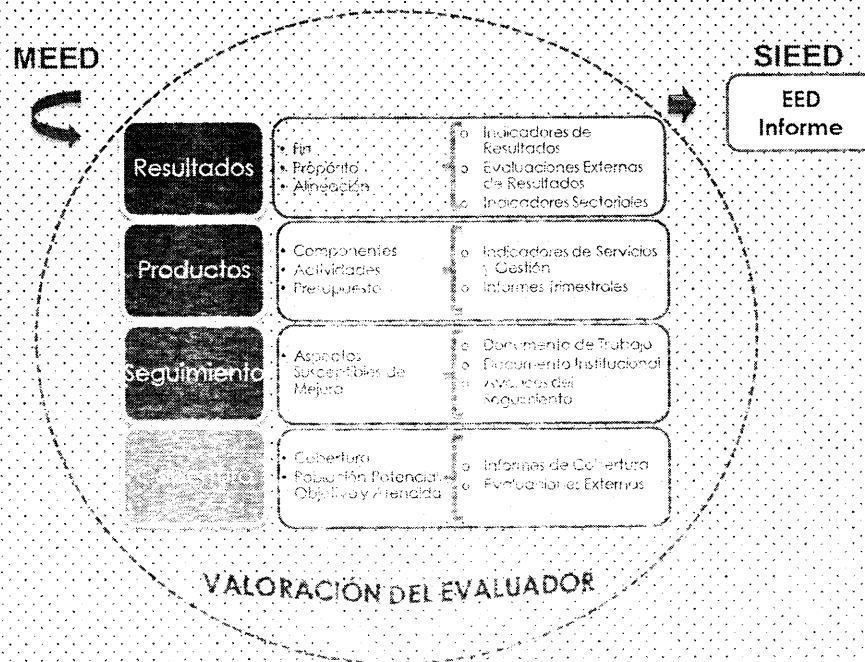 MEED
SIEED
EED
Informe
Resultados
• Fin
• Propósito
• Alineación
o Indicadores de
Resultados
o Evaluaciones Externas
de Resultados
o Indicadores Sectoriales
Productos
• Componentes
• Actividades
• Presupuesto
o Indicadores de Servicios
y Gestión
o Informes Trimestrales
Seguimiento
• Aspectos
Susceptibles de
Mejora
o Documento de Trabajo
o Documento Institucional
o Avances del
Seguimiento
Cobertura
• Cobertura
• Población Potencial,
Objetivo y Atendida
o Informes de Cobertura
o Evaluaciones Externas
VALORACIÓN DEL EVALUADOR